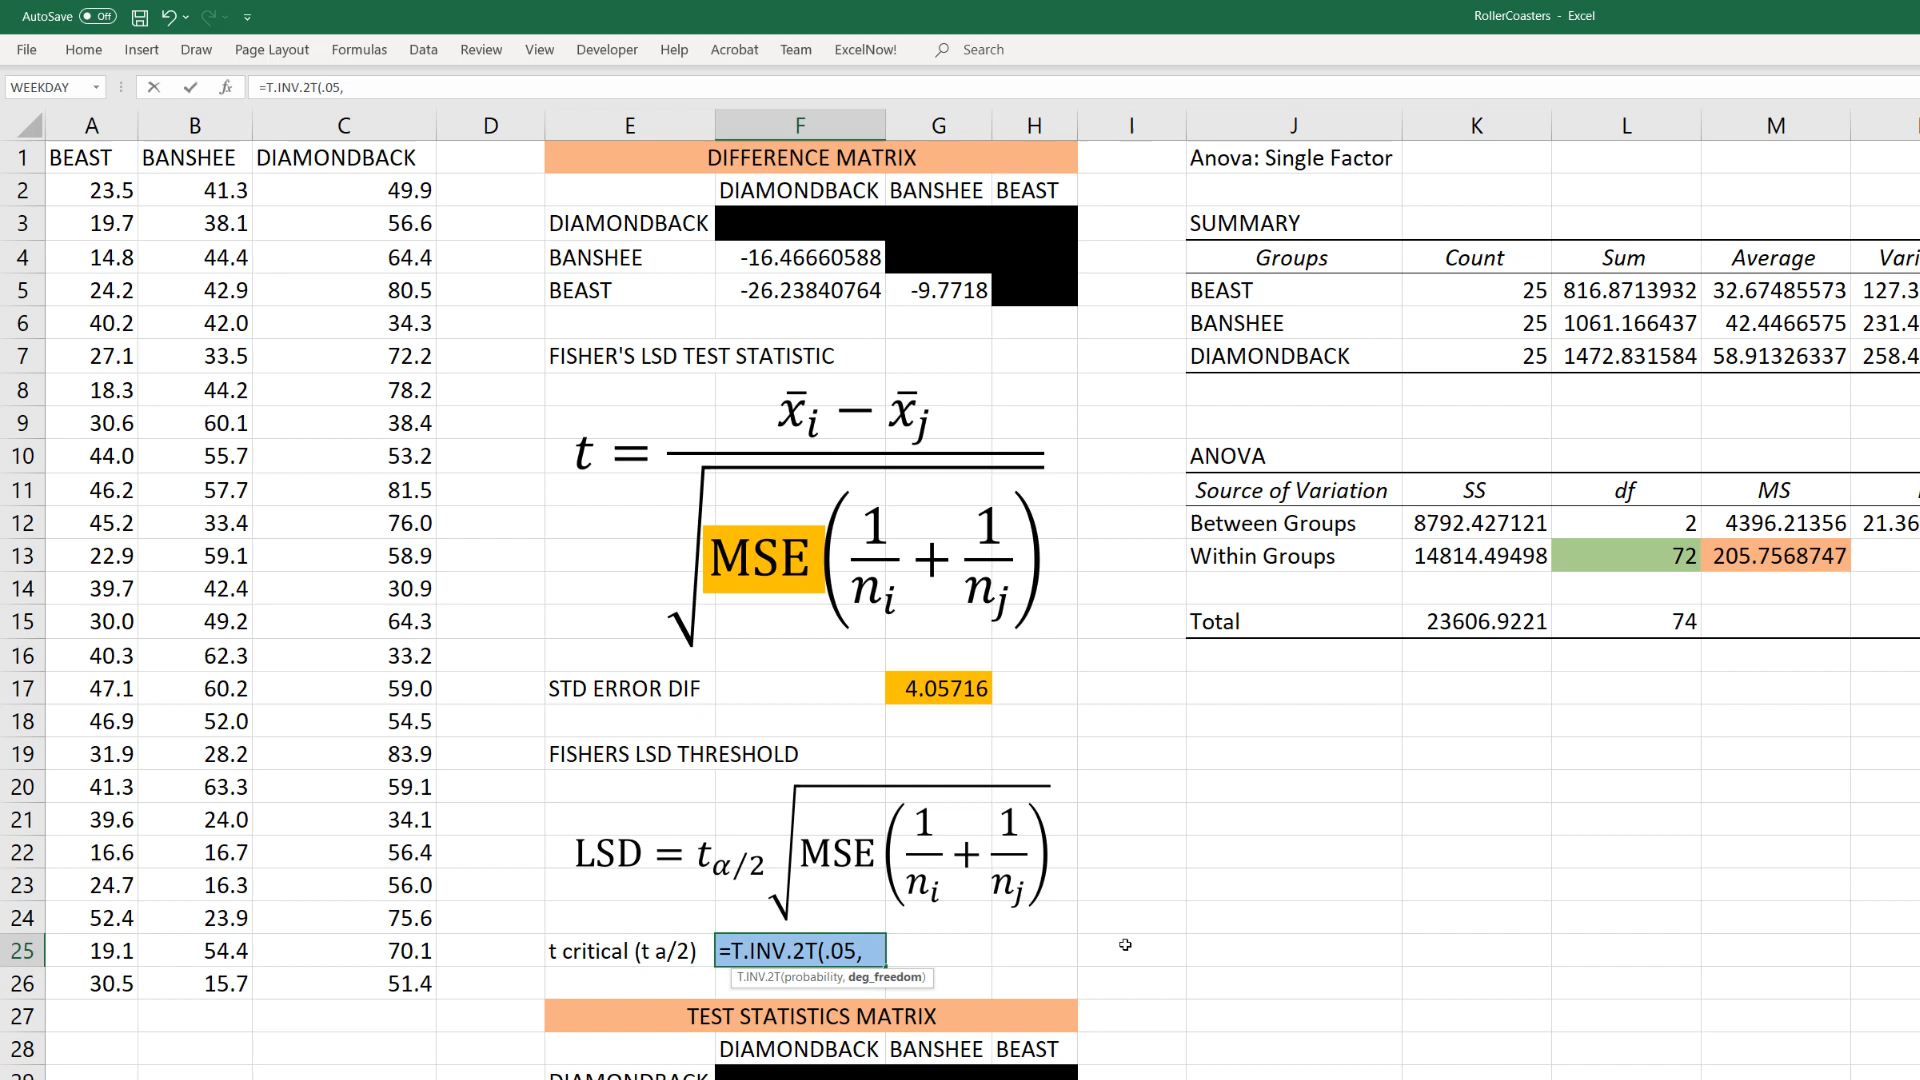 AutoSave Off RollerCoasters - Excel
File Home Insert Draw Page Layout Formulas Data Review View Developer Help Acrobat Team ExcelNow! Search
WEEKDAY fx =T.INV.2T(.05,
A B C D E F G H I J K L M
1 BEAST BANSHEE DIAMONDBACK DIFFERENCE MATRIX Anova: Single Factor
2 23.5 41.3 49.9 DIAMONDBACK BANSHEE BEAST
3 19.7 38.1 56.6 DIAMONDBACK SUMMARY
4 14.8 44.4 64.4 BANSHEE -16.46660588 Groups Count Sum Average Vari
5 24.2 42.9 80.5 BEAST -26.23840764 -9.7718 BEAST 25 816.8713932 32.67485573 127.3
6 40.2 42.0 34.3 BANSHEE 25 1061.166437 42.4466575 231.4
7 27.1 33.5 72.2 FISHER'S LSD TEST STATISTIC DIAMONDBACK 25 1472.831584 58.91326337 258.4
8 18.3 44.2 78.2
9 30.6 60.1 38.4
10 44.0 55.7 53.2 ANOVA
11 46.2 57.7 81.5 Source of Variation SS df MS
12 45.2 33.4 76.0 Between Groups 8792.427121 2 4396.21356 21.36
13 22.9 59.1 58.9 Within Groups 14814.49498 72 205.7568747
14 39.7 42.4 30.9
15 30.0 49.2 64.3 Total 23606.9221 74
t = (x̄i − x̄j) / √(MSE(1/ni + 1/nj))
16 40.3 62.3 33.2
17 47.1 60.2 59.0 STD ERROR DIF 4.05716
18 46.9 52.0 54.5
19 31.9 28.2 83.9 FISHERS LSD THRESHOLD
20 41.3 63.3 59.1
21 39.6 24.0 34.1
22 16.6 16.7 56.4
23 24.7 16.3 56.0
24 52.4 23.9 75.6
LSD = tα/2 √(MSE(1/ni + 1/nj))
25 19.1 54.4 70.1 t critical (t a/2) =T.INV.2T(.05,
T.INV.2T(probability, deg_freedom)
26 30.5 15.7 51.4
27 TEST STATISTICS MATRIX
28 DIAMONDBACK BANSHEE BEAST
29 DIAMONDBACK